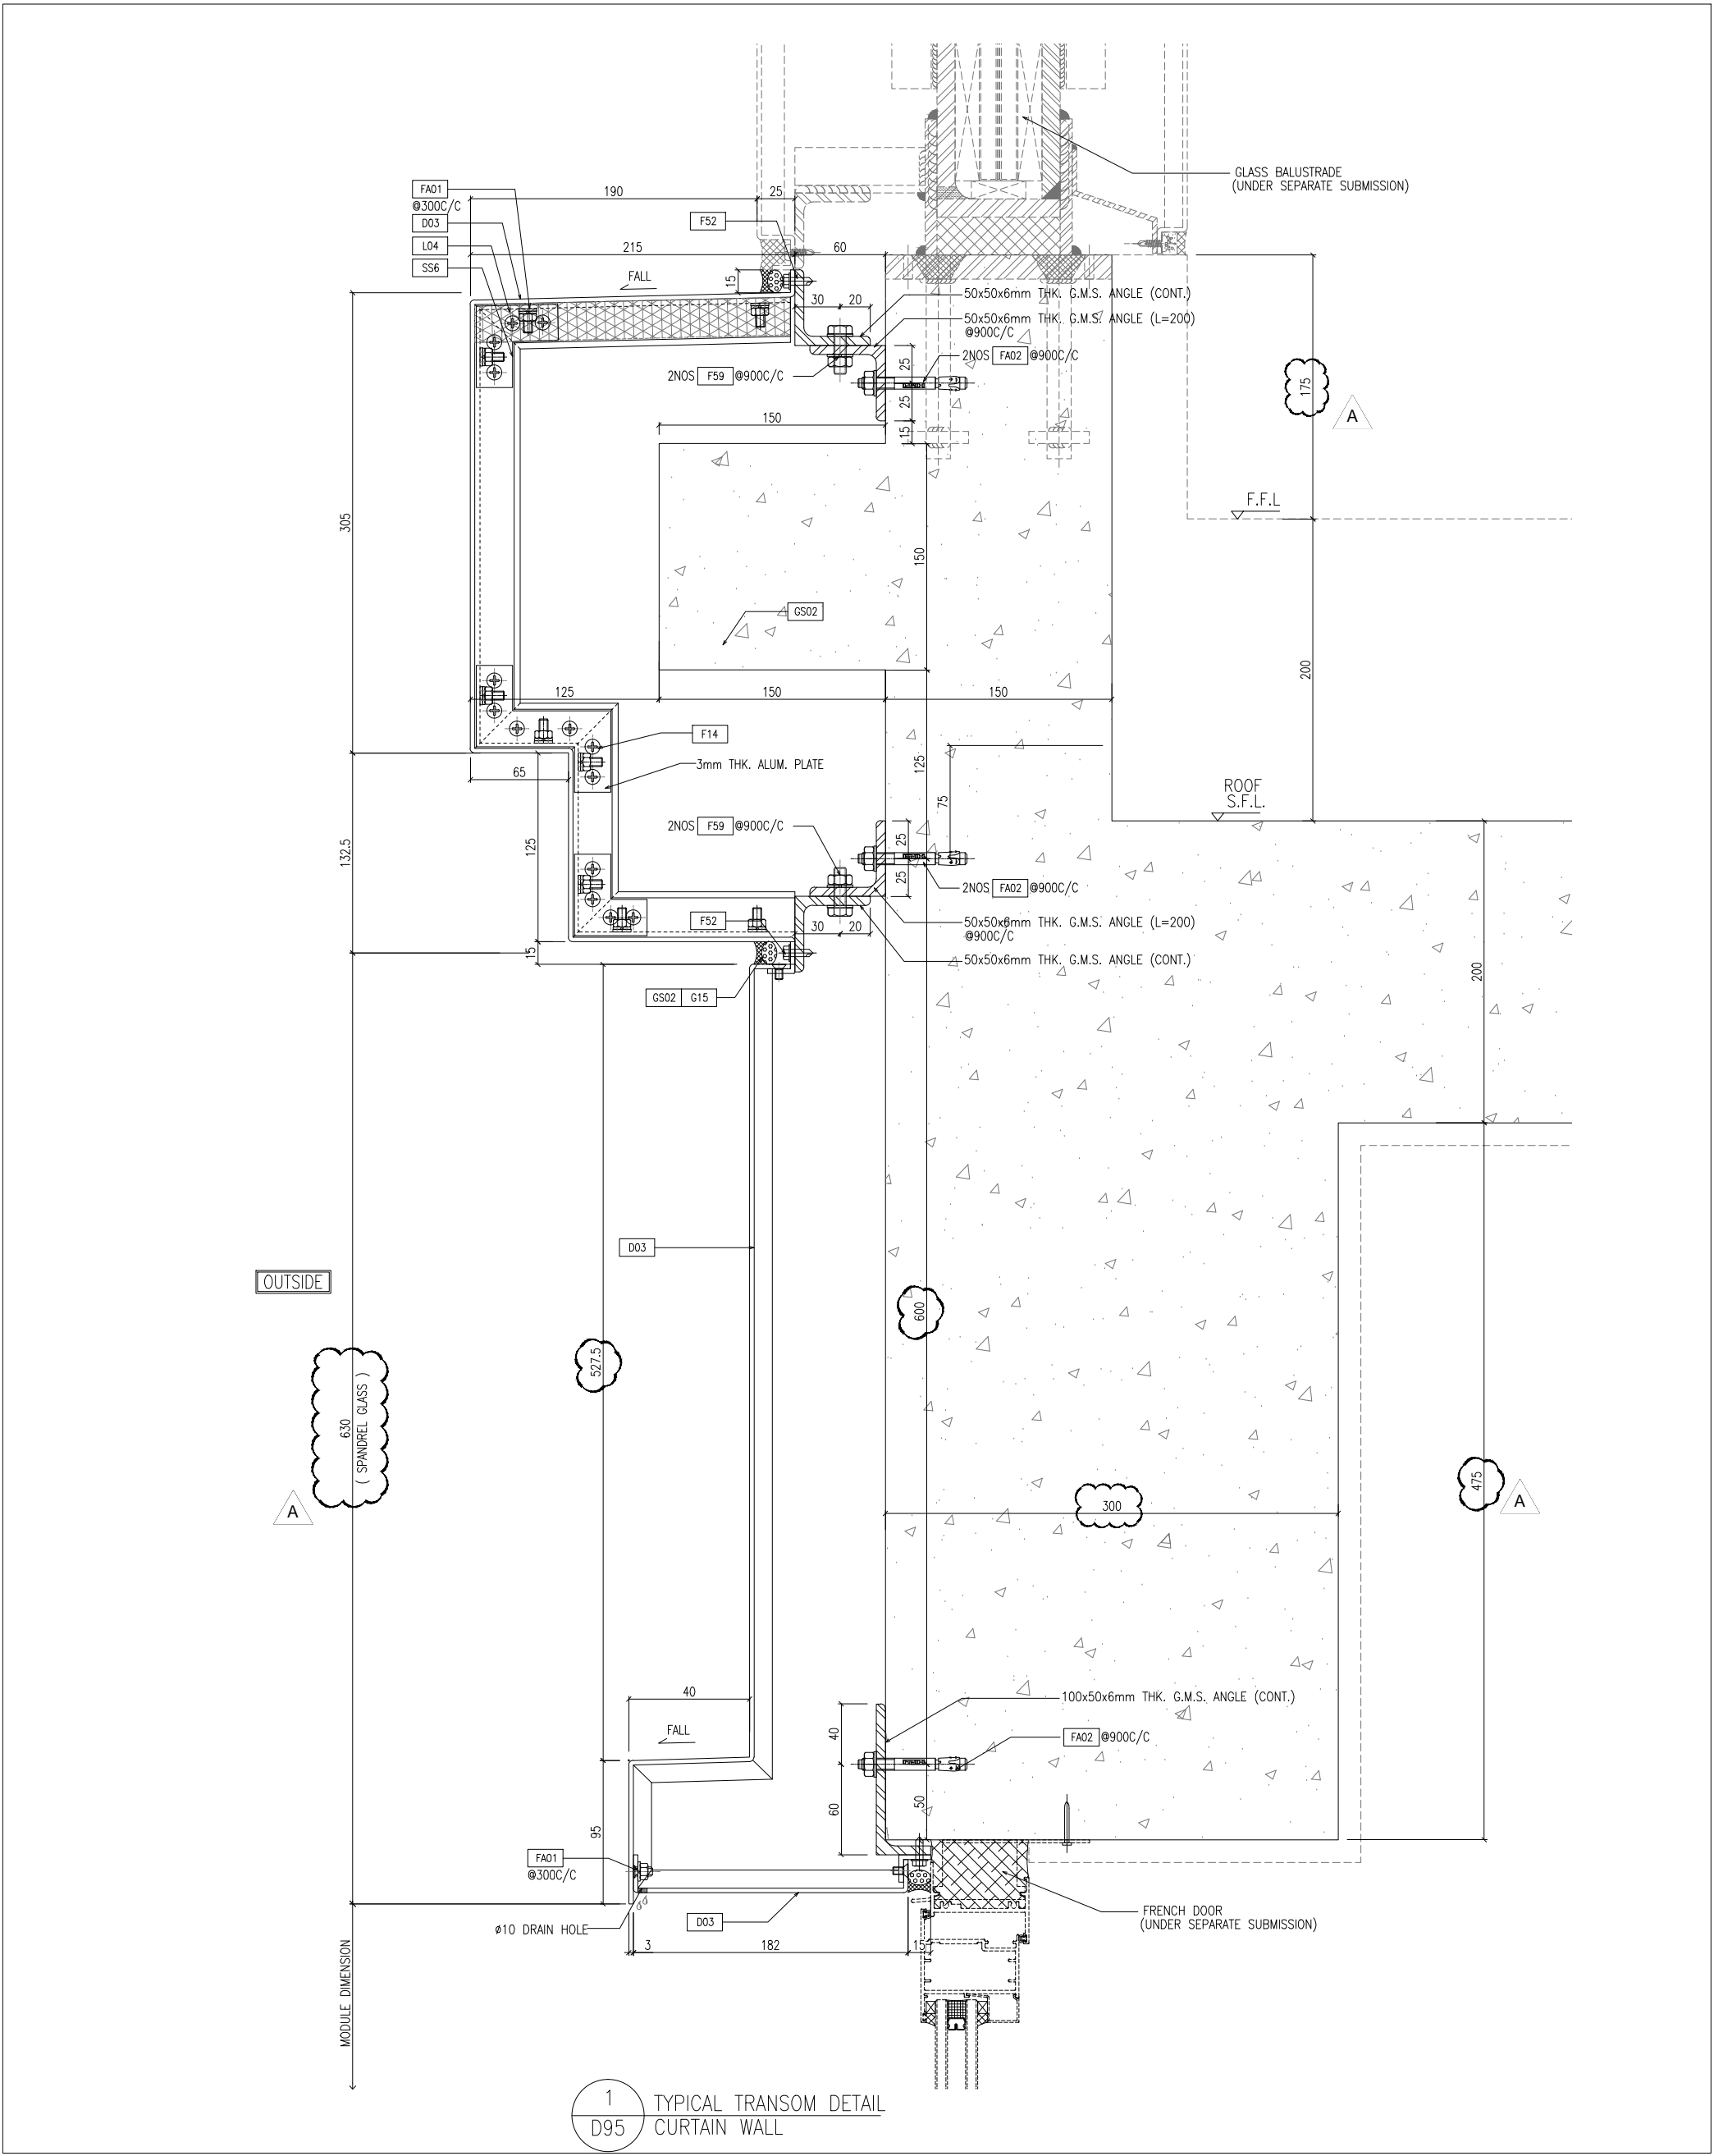 GLASS BALUSTRADE
(UNDER SEPARATE SUBMISSION)
FA01
@300C/C
190
25
D03
F52
L04
215
60
SS6
FALL
15
30
20
50x50x6mm THK. G.M.S. ANGLE (CONT.)
50x50x6mm THK. G.M.S. ANGLE (L=200)
@900C/C
2NOS FA02 @900C/C
2NOS F59 @900C/C
25
25
15
175
A
150
F.F.L
305
150
GS02
200
125
150
150
F14
3mm THK. ALUM. PLATE
65
125
75
ROOF
S.F.L.
132.5
125
2NOS F59 @900C/C
25
25
2NOS FA02 @900C/C
F52
30
20
50x50x6mm THK. G.M.S. ANGLE (L=200)
@900C/C
50x50x6mm THK. G.M.S. ANGLE (CONT.)
15
200
GS02 G15
D03
OUTSIDE
600
527.5
630
( SPANDREL GLASS )
A
475
A
300
40
100x50x6mm THK. G.M.S. ANGLE (CONT.)
FALL
40
FA02 @900C/C
60
50
95
FA01
@300C/C
ø10 DRAIN HOLE
D03
FRENCH DOOR
(UNDER SEPARATE SUBMISSION)
3
182
15
MODULE DIMENSION
1
D95
TYPICAL TRANSOM DETAIL
CURTAIN WALL